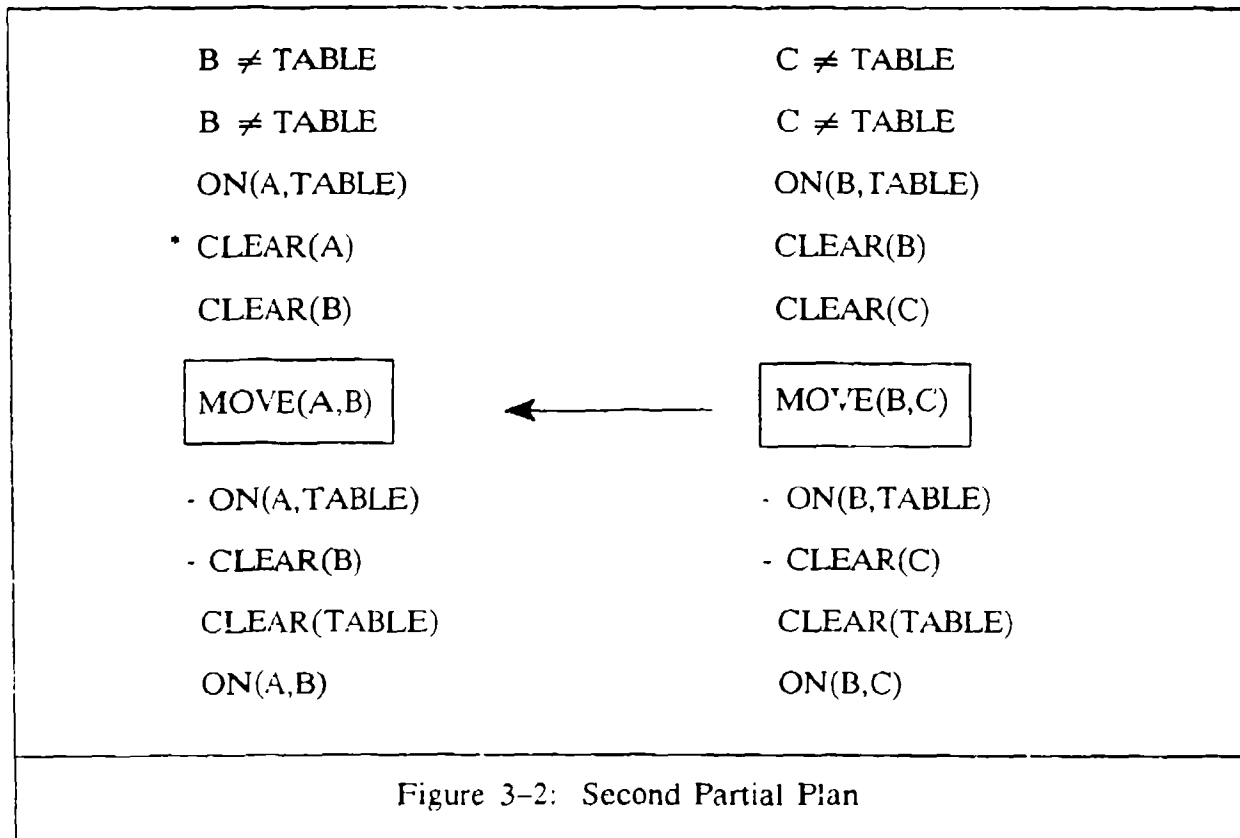 B ≠ TABLE
B ≠ TABLE
ON(A,TABLE)
* CLEAR(A)
CLEAR(B)
MOVE(A,B)
- ON(A,TABLE)
- CLEAR(B)
CLEAR(TABLE)
ON(A,B)
C ≠ TABLE
C ≠ TABLE
ON(B,TABLE)
CLEAR(B)
CLEAR(C)
MOVE(B,C)
- ON(B,TABLE)
- CLEAR(C)
CLEAR(TABLE)
ON(B,C)
Figure 3-2: Second Partial Plan